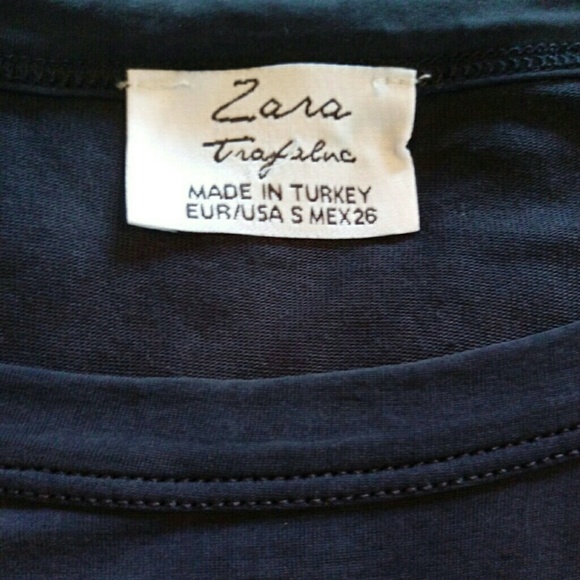 Zara
Trafaluc
MADE IN TURKEY
EUR/USA S MEX26